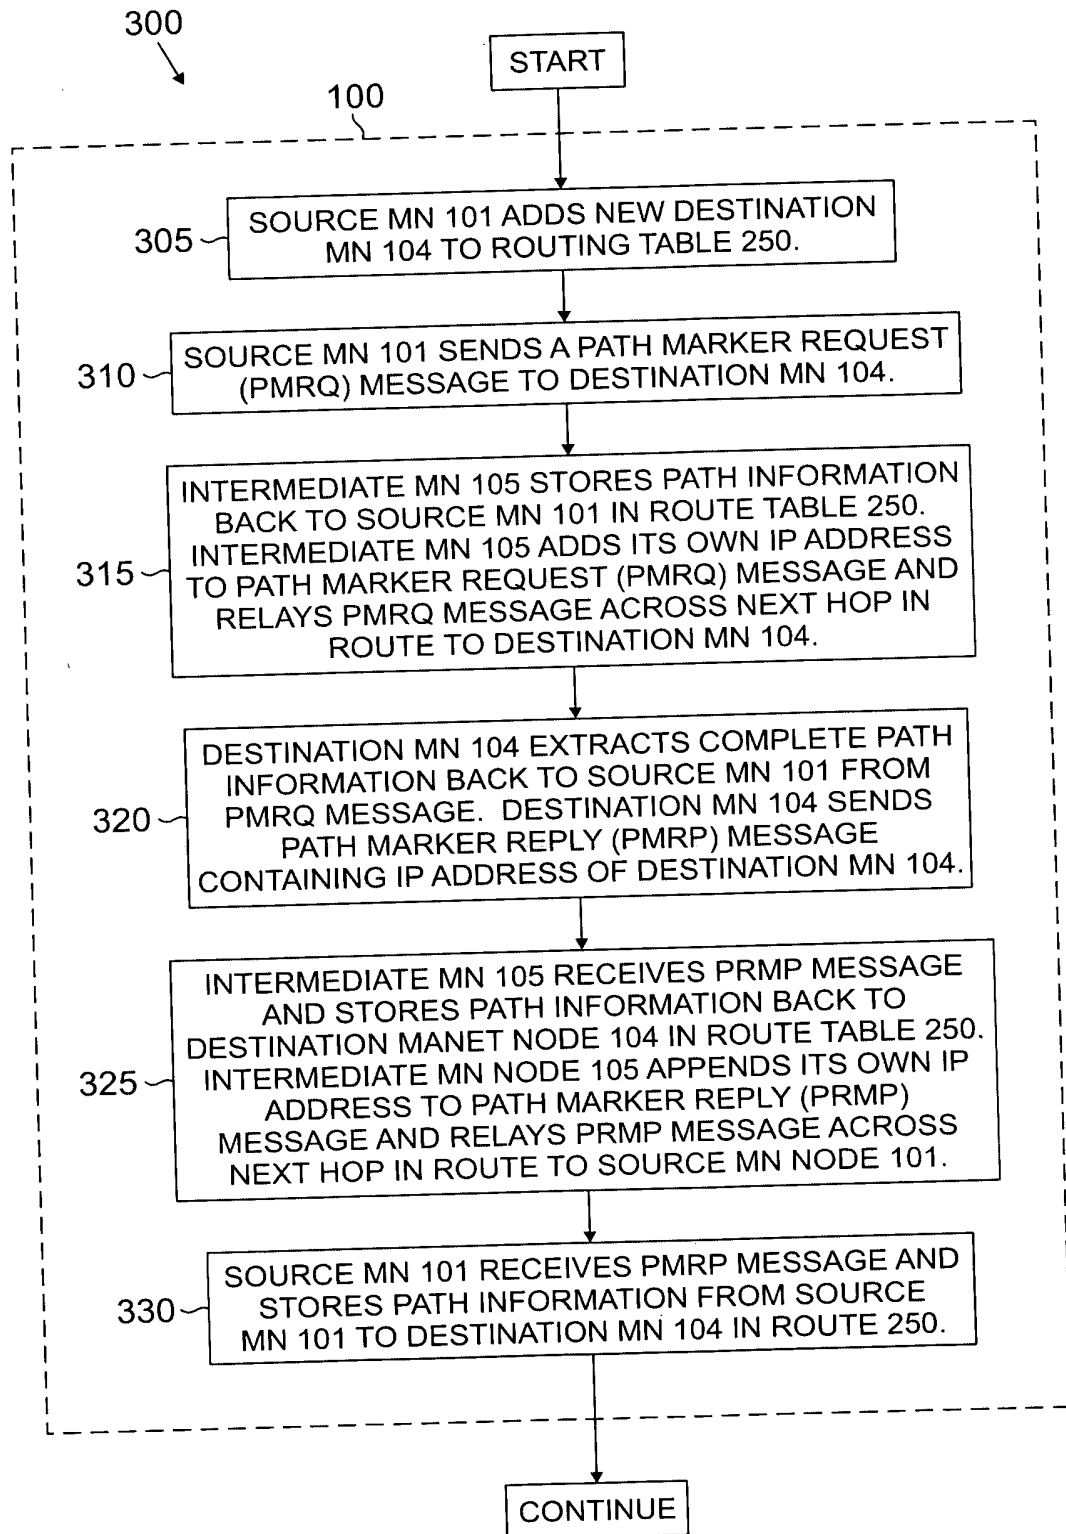 300
START
100
305
SOURCE MN 101 ADDS NEW DESTINATION
MN 104 TO ROUTING TABLE 250.
310
SOURCE MN 101 SENDS A PATH MARKER REQUEST
(PMRQ) MESSAGE TO DESTINATION MN 104.
315
INTERMEDIATE MN 105 STORES PATH INFORMATION
BACK TO SOURCE MN 101 IN ROUTE TABLE 250.
INTERMEDIATE MN 105 ADDS ITS OWN IP ADDRESS
TO PATH MARKER REQUEST (PMRQ) MESSAGE AND
RELAYS PMRQ MESSAGE ACROSS NEXT HOP IN
ROUTE TO DESTINATION MN 104.
320
DESTINATION MN 104 EXTRACTS COMPLETE PATH
INFORMATION BACK TO SOURCE MN 101 FROM
PMRQ MESSAGE. DESTINATION MN 104 SENDS
PATH MARKER REPLY (PMRP) MESSAGE
CONTAINING IP ADDRESS OF DESTINATION MN 104.
325
INTERMEDIATE MN 105 RECEIVES PRMP MESSAGE
AND STORES PATH INFORMATION BACK TO
DESTINATION MANET NODE 104 IN ROUTE TABLE 250.
INTERMEDIATE MN NODE 105 APPENDS ITS OWN IP
ADDRESS TO PATH MARKER REPLY (PRMP)
MESSAGE AND RELAYS PRMP MESSAGE ACROSS
NEXT HOP IN ROUTE TO SOURCE MN NODE 101.
330
SOURCE MN 101 RECEIVES PMRP MESSAGE AND
STORES PATH INFORMATION FROM SOURCE
MN 101 TO DESTINATION MN 104 IN ROUTE 250.
CONTINUE